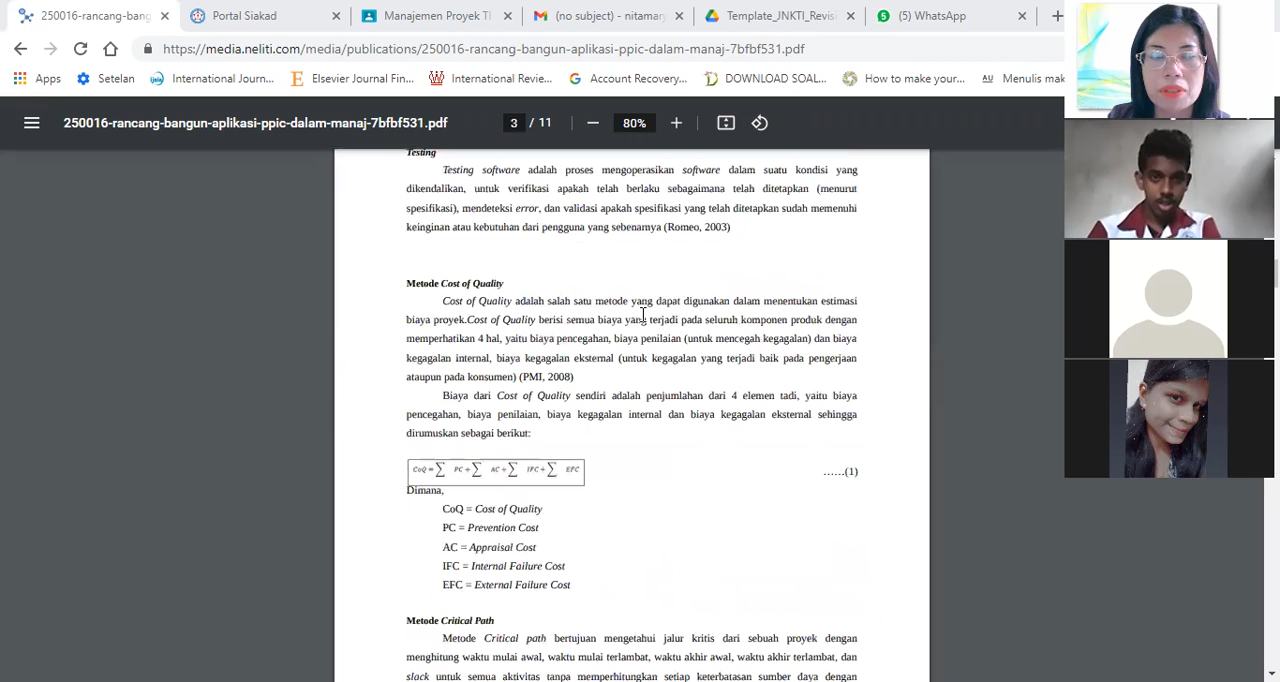 250016-rancang-bang
Portal Siakad
Manajemen Proyek TI
(no subject) - nitamary
Template_JNKTI_Revisi
(5) WhatsApp
https://media.neliti.com/media/publications/250016-rancang-bangun-aplikasi-ppic-dalam-manaj-7bfbf531.pdf
Apps
Setelan
International Journ...
Elsevier Journal Fin...
International Revie...
Account Recovery...
DOWNLOAD SOAL...
How to make your...
Menulis mak
250016-rancang-bangun-aplikasi-ppic-dalam-manaj-7bfbf531.pdf
3 / 11
80%
Testing
Testing software adalah proses mengoperasikan software dalam suatu kondisi yang
dikendalikan, untuk verifikasi apakah telah berlaku sebagaimana telah ditetapkan (menurut
spesifikasi), mendeteksi error, dan validasi apakah spesifikasi yang telah ditetapkan sudah memenuhi
keinginan atau kebutuhan dari pengguna yang sebenarnya (Romeo, 2003)
Metode Cost of Quality
Cost of Quality adalah salah satu metode yang dapat digunakan dalam menentukan estimasi
biaya proyek.Cost of Quality berisi semua biaya yang terjadi pada seluruh komponen produk dengan
memperhatikan 4 hal, yaitu biaya pencegahan, biaya penilaian (untuk mencegah kegagalan) dan biaya
kegagalan internal, biaya kegagalan eksternal (untuk kegagalan yang terjadi baik pada pengerjaan
ataupun pada konsumen) (PMI, 2008)
Biaya dari Cost of Quality sendiri adalah penjumlahan dari 4 elemen tadi, yaitu biaya
pencegahan, biaya penilaian, biaya kegagalan internal dan biaya kegagalan eksternal sehingga
dirumuskan sebagai berikut:
CoQ = ∑ PC + ∑ AC + ∑ IFC + ∑ EFC ……(1)
Dimana,
CoQ = Cost of Quality
PC = Prevention Cost
AC = Appraisal Cost
IFC = Internal Failure Cost
EFC = External Failure Cost
Metode Critical Path
Metode Critical path bertujuan mengetahui jalur kritis dari sebuah proyek dengan
menghitung waktu mulai awal, waktu mulai terlambat, waktu akhir awal, waktu akhir terlambat, dan
slack untuk semua aktivitas tanpa memperhitungkan setiap keterbatasan sumber daya dengan